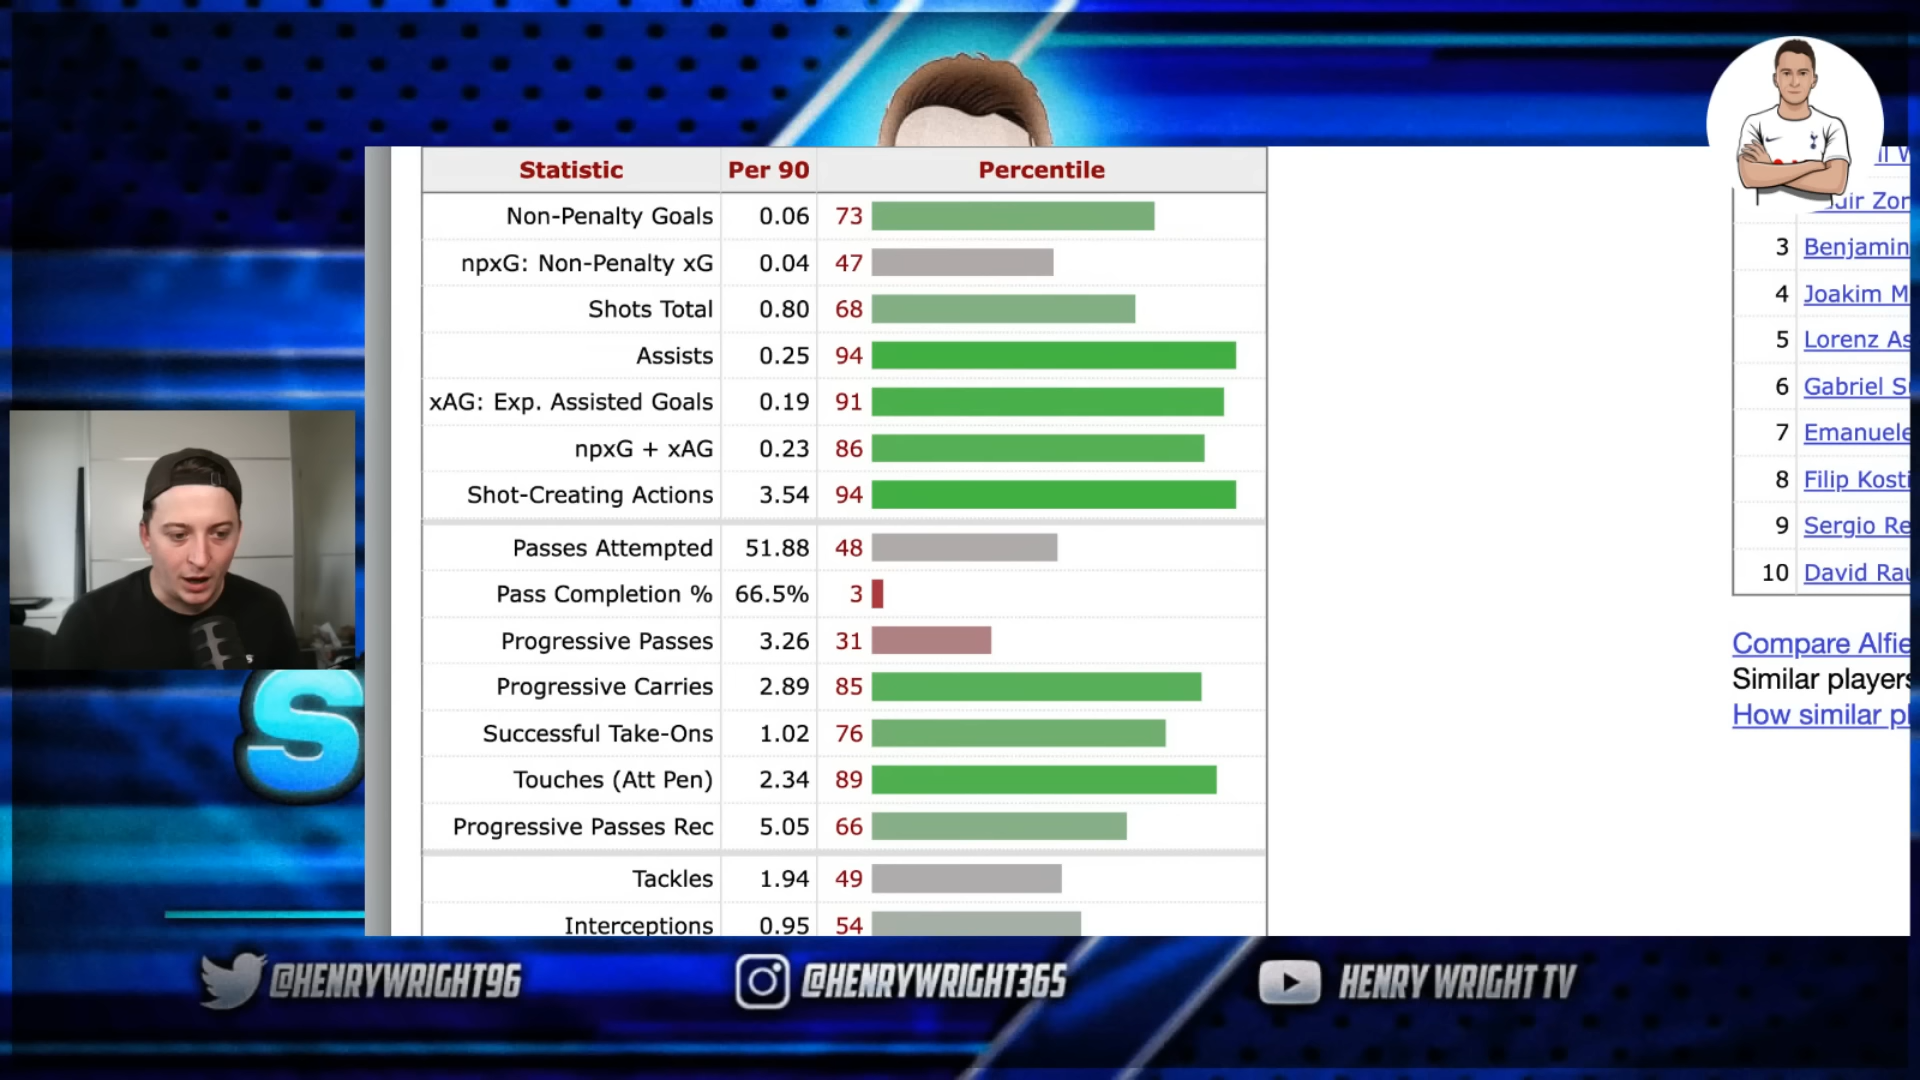 Statistic Per 90 Percentile
Non-Penalty Goals 0.06 73
npxG: Non-Penalty xG 0.04 47
Shots Total 0.80 68
Assists 0.25 94
xAG: Exp. Assisted Goals 0.19 91
npxG + xAG 0.23 86
Shot-Creating Actions 3.54 94
Passes Attempted 51.88 48
Pass Completion % 66.5% 3
Progressive Passes 3.26 31
Progressive Carries 2.89 85
Successful Take-Ons 1.02 76
Touches (Att Pen) 2.34 89
Progressive Passes Rec 5.05 66
Tackles 1.94 49
Interceptions 0.95 54
3 Benjamin
4 Joakim M
5 Lorenz As
6 Gabriel S
7 Emanuele
8 Filip Kosti
9 Sergio Re
10 David Rau
Compare Alfie
Similar players
How similar pl
S
@HENRYWRIGHT96
@HENRYWRIGHT365
HENRY WRIGHT TV